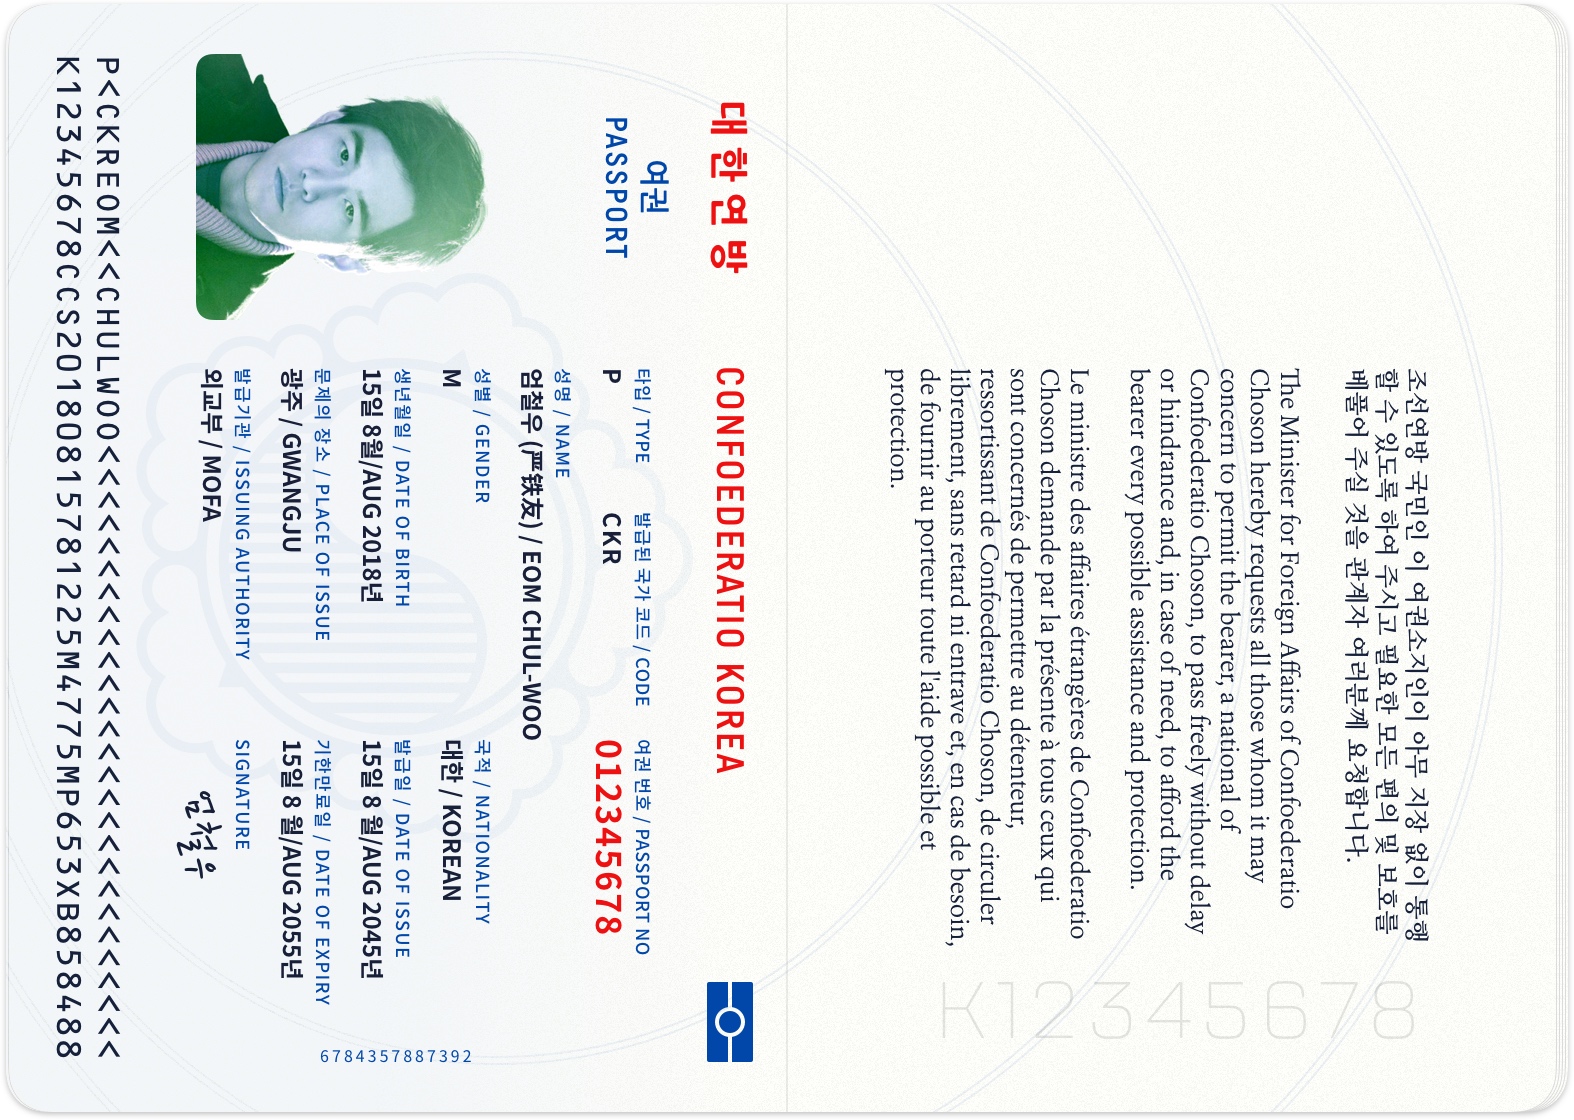 조선연방 국민인 이 여권소지인이 아무 지장 없이 통행
할 수 있도록 하여 주시고 필요한 모든 편의 및 보호를
베풀어 주실 것을 관계자 여러분께 요청합니다.
The Minister for Foreign Affairs of Confoederatio
Choson hereby requests all those whom it may
concern to permit the bearer, a national of
Confoederatio Choson, to pass freely without delay
or hindrance and, in case of need, to afford the
bearer every possible assistance and protection.
Le ministre des affaires étrangères de Confoederatio
Choson demande par la présente à tous ceux qui
sont concernés de permettre au détenteur,
ressortissant de Confoederatio Choson, de circuler
librement, sans retard ni entrave et, en cas de besoin,
de fournir au porteur toute l'aide possible et
protection.
K12345678
대한연방 CONFOEDERATIO KOREA
여권
PASSPORT
타입 / TYPE 발급된 국가 코드 / CODE 여권 번호 / PASSPORT NO
P CKR 012345678
성명 / NAME
엄철우 (严铁友) / EOM CHUL-WOO
성별 / GENDER 국적 / NATIONALITY
M 대한 / KOREAN
생년월일 / DATE OF BIRTH 발급일 / DATE OF ISSUE
15일 8월/AUG 2018년 15일 8 월/AUG 2045년
문제의 장소 / PLACE OF ISSUE 기한만료일 / DATE OF EXPIRY
광주 / GWANGJU 15일 8 월/AUG 2055년
발급기관 / ISSUING AUTHORITY SIGNATURE
외교부 / MOFA 엄철우
6784357887392
P<CKREOM<<CHULWOO<<<<<<<<<<<<<<<<<<<<<<<<<<<
K12345678CCS20180815781225M4775MP653XB858488